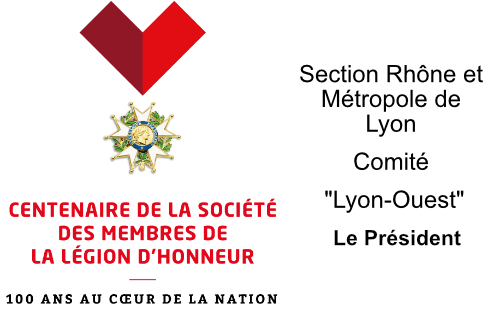 CENTENAIRE DE LA SOCIÉTÉ
DES MEMBRES DE
LA LÉGION D'HONNEUR
100 ANS AU CŒUR DE LA NATION
Section Rhône et
Métropole de
Lyon
Comité
"Lyon-Ouest"
Le Président